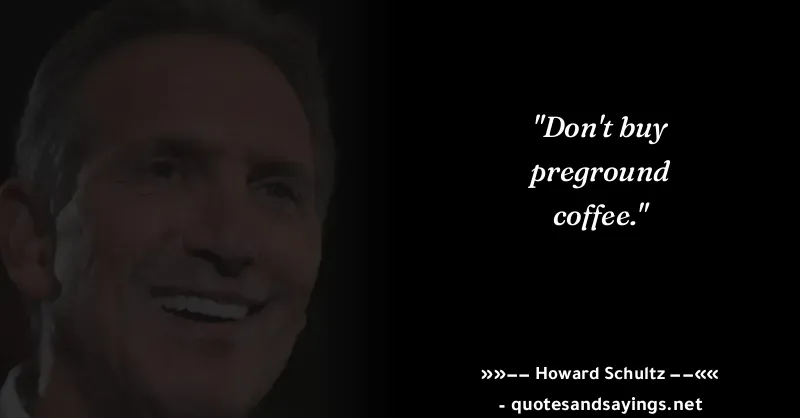 "Don't buy
preground
coffee."
»»−− Howard Schultz −−««
- quotesandsayings.net